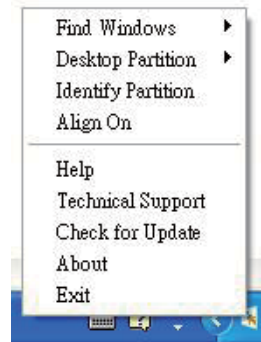 Find Windows
Desktop Partition
Identify Partition
Align On
Help
Technical Support
Check for Update
About
Exit